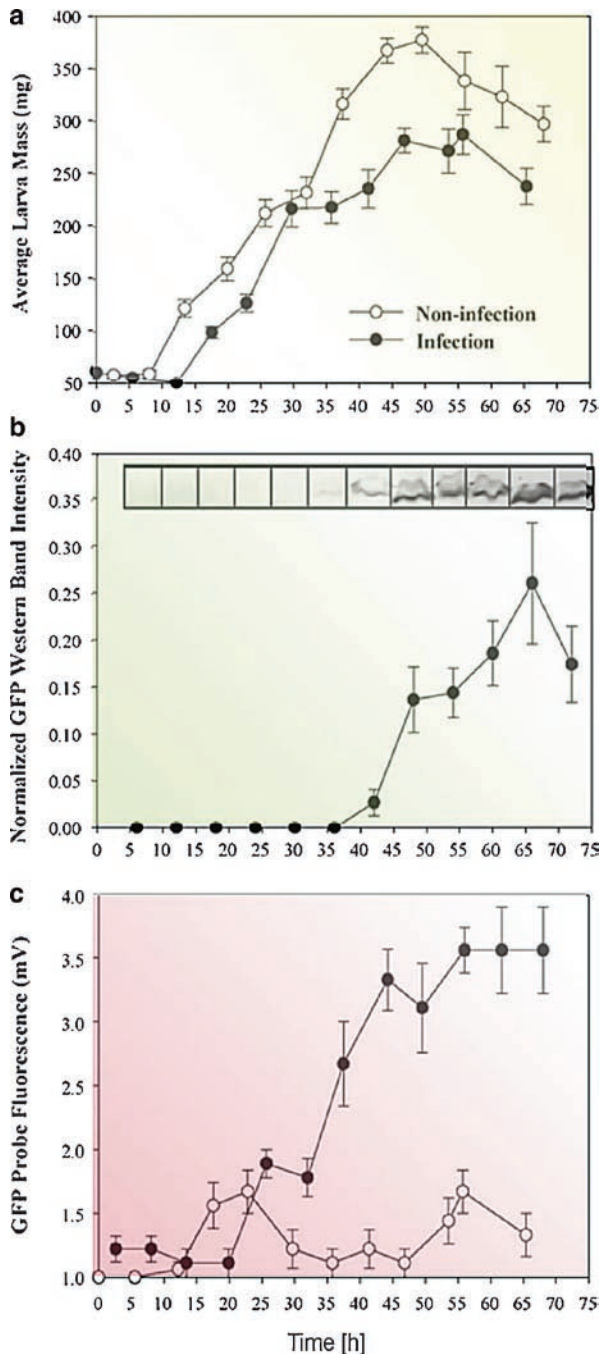 a
400
350
300
250
200
150
100
50
Average Larva Mass (mg)
Non-infection
Infection
0 5 10 15 20 25 30 35 40 45 50 55 60 65 70 75
b
0.40
0.35
0.30
0.25
0.20
0.15
0.10
0.05
0.00
Normalized GFP Western Band Intensity
0 5 10 15 20 25 30 35 40 45 50 55 60 65 70 75
c
4.0
3.5
3.0
2.5
2.0
1.5
1.0
GFP Probe Fluorescence (mV)
0 5 10 15 20 25 30 35 40 45 50 55 60 65 70 75
Time [h]